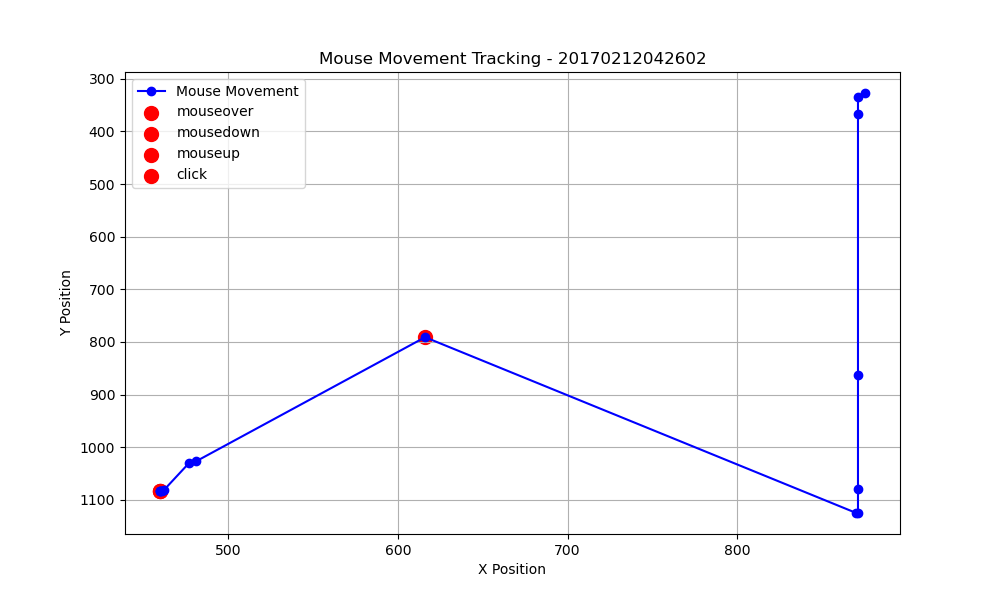 Mouse Movement Tracking - 20170212042602
Mouse Movement
mouseover
mousedown
mouseup
click
Y Position
300
400
500
600
700
800
900
1000
1100
500 600 700 800
X Position